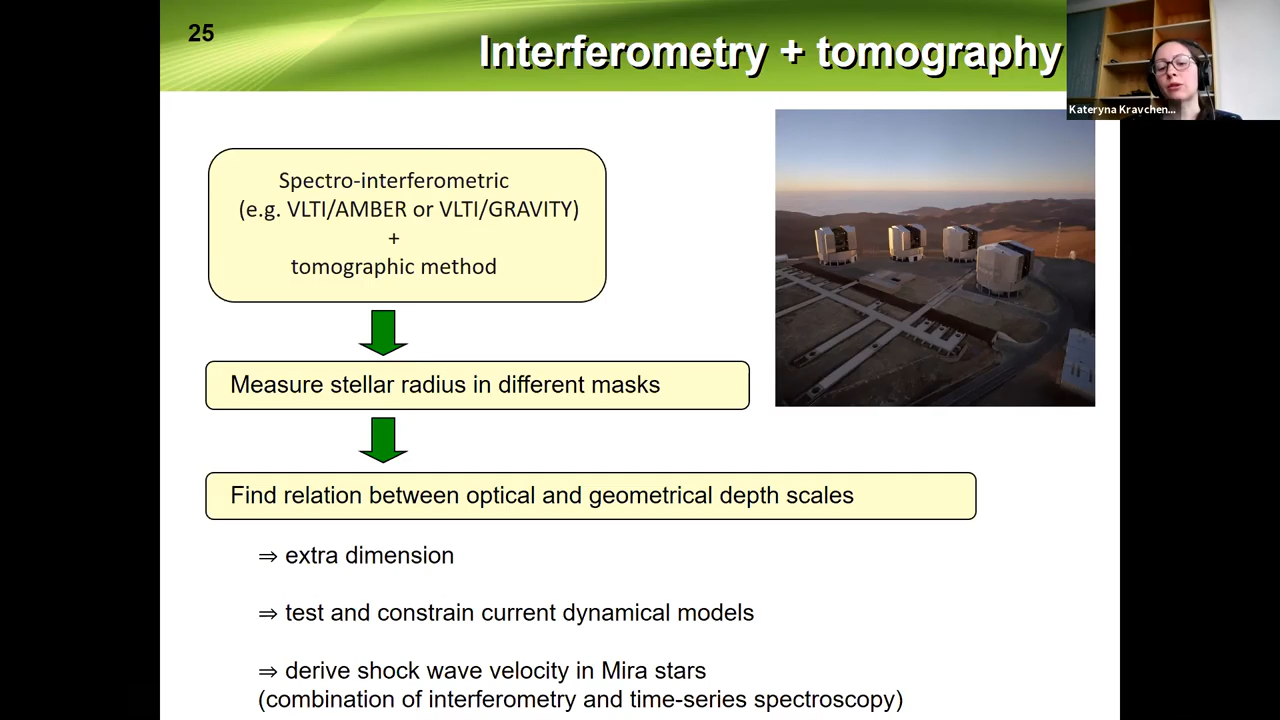 25
Interferometry + tomography
Kateryna Kravchen...
Spectro-interferometric
(e.g. VLTI/AMBER or VLTI/GRAVITY)
+
tomographic method
Measure stellar radius in different masks
Find relation between optical and geometrical depth scales
⇒ extra dimension
⇒ test and constrain current dynamical models
⇒ derive shock wave velocity in Mira stars
(combination of interferometry and time-series spectroscopy)